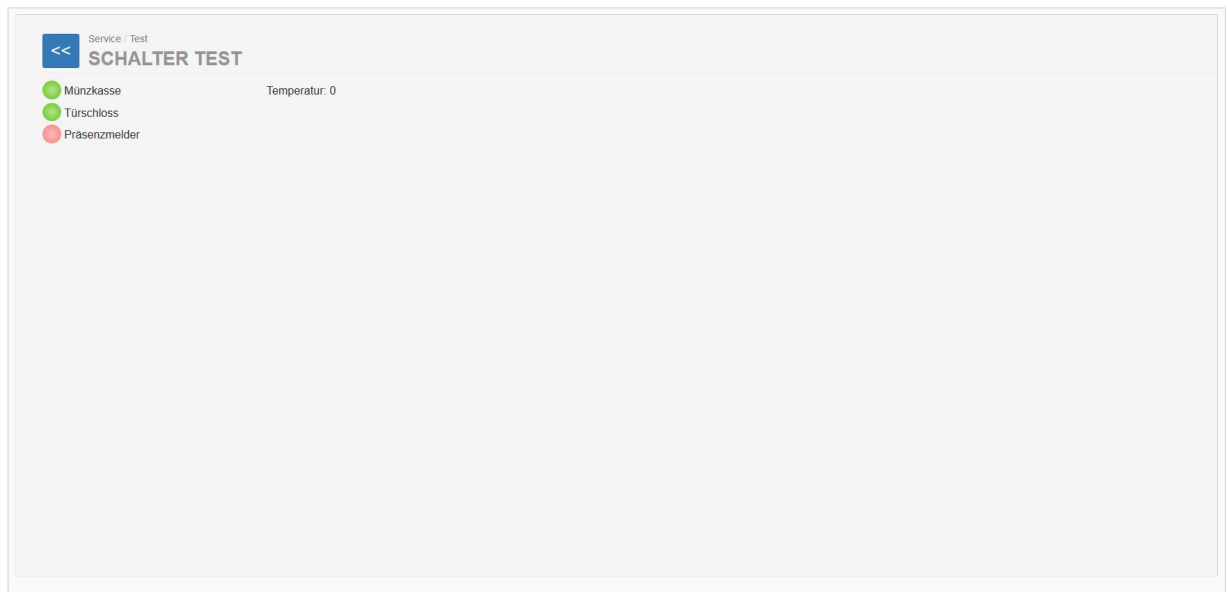 <<
Service / Test
SCHALTER TEST
Münzkasse
Temperatur: 0
Türschloss
Präsenzmelder